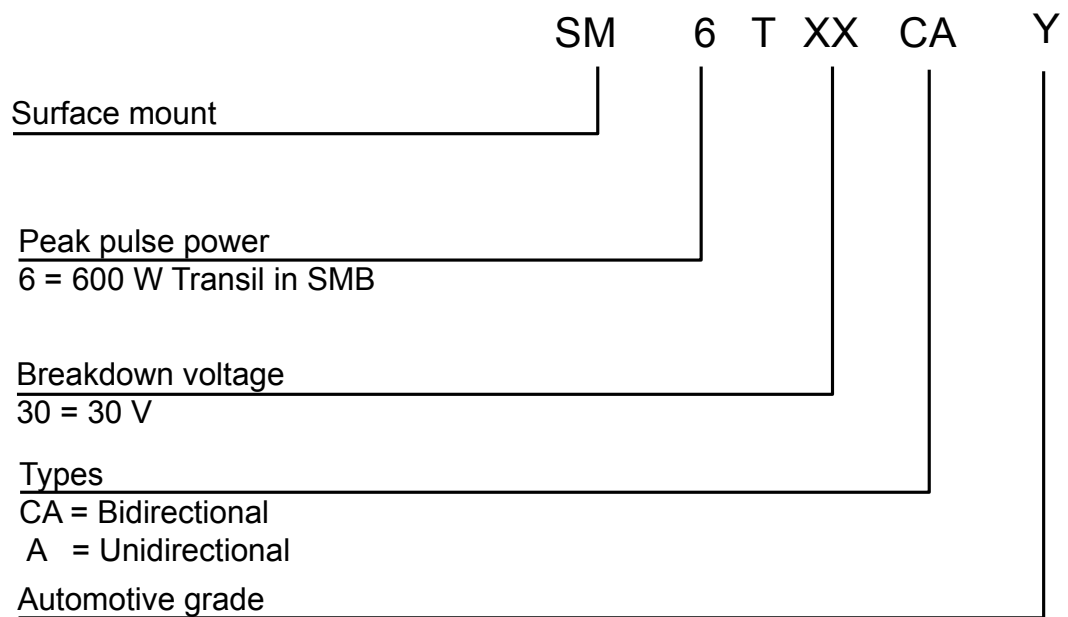 SM 6 T XX CA Y
Surface mount
Peak pulse power
6 = 600 W Transil in SMB
Breakdown voltage
30 = 30 V
Types
CA = Bidirectional
A = Unidirectional
Automotive grade